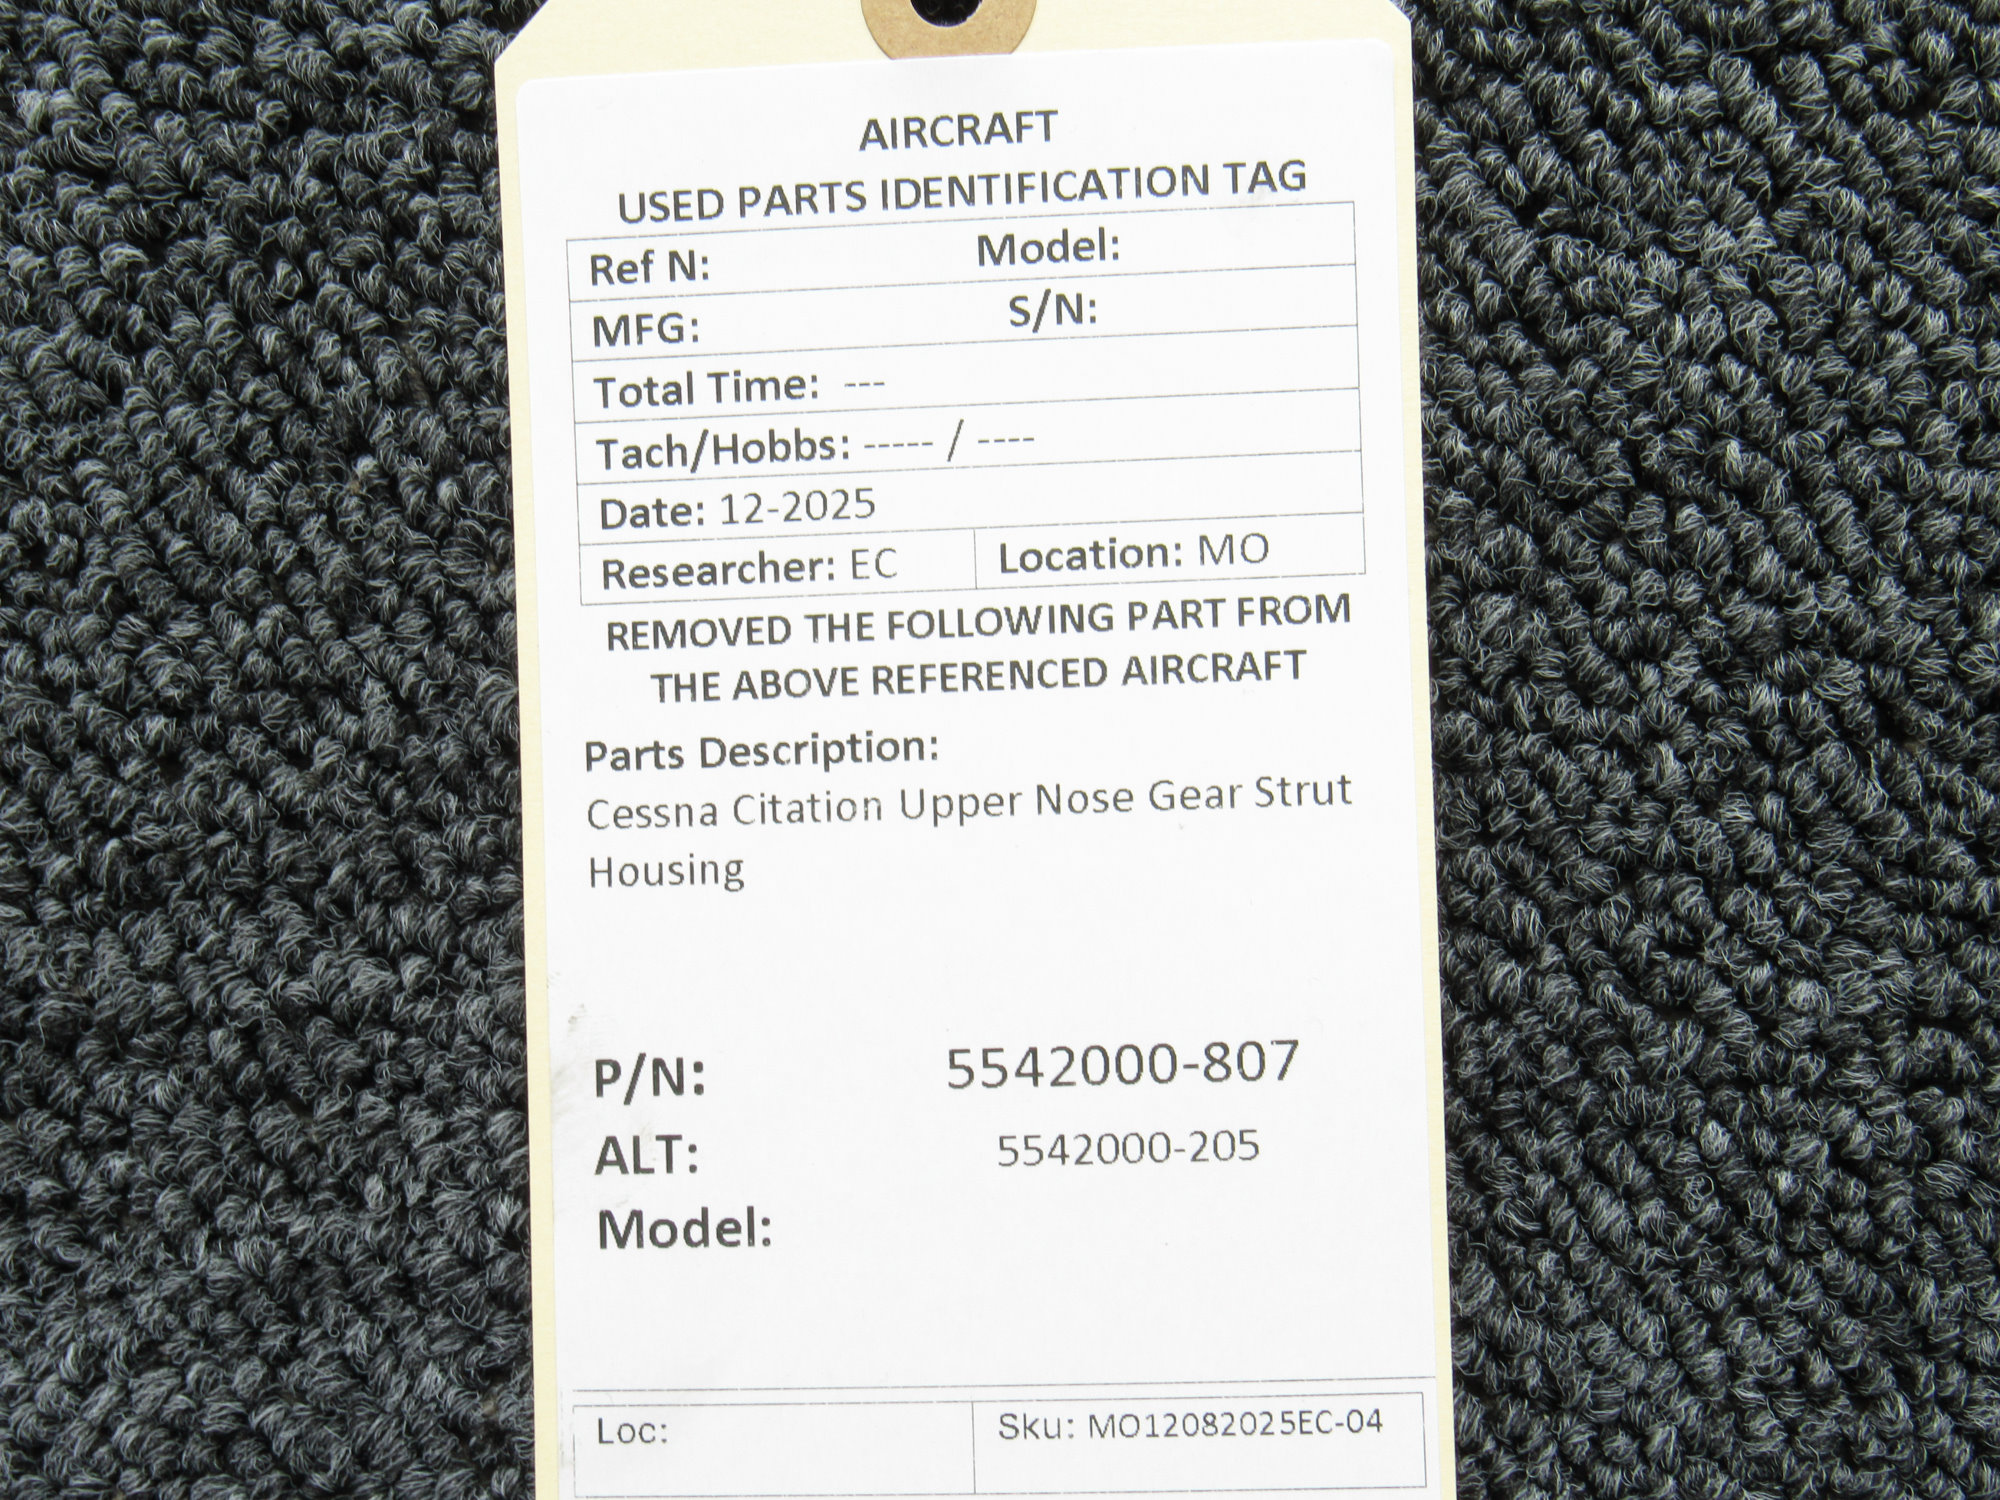 AIRCRAFT
USED PARTS IDENTIFICATION TAG
Ref N: Model:
MFG: S/N:
Total Time: ---
Tach/Hobbs: ----- / ----
Date: 12-2025
Researcher: EC Location: MO
REMOVED THE FOLLOWING PART FROM
THE ABOVE REFERENCED AIRCRAFT
Parts Description:
Cessna Citation Upper Nose Gear Strut
Housing
P/N: 5542000-807
ALT: 5542000-205
Model:
Loc: Sku: MO12082025EC-04